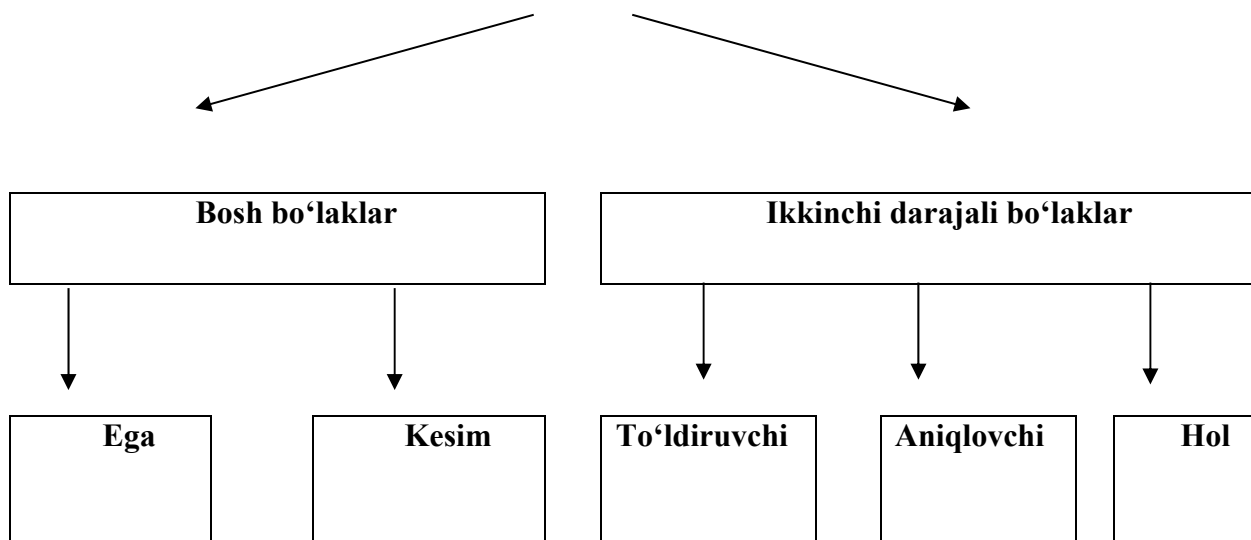 Bosh bo‘laklar
Ikkinchi darajali bo‘laklar
Ega
Kesim
To‘ldiruvchi
Aniqlovchi
Hol